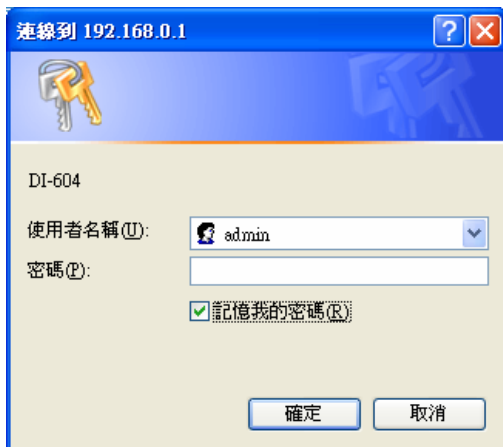 連線到 192.168.0.1
DI-604
使用者名稱(U):
admin
密碼(P):
記憶我的密碼(R)
確定
取消